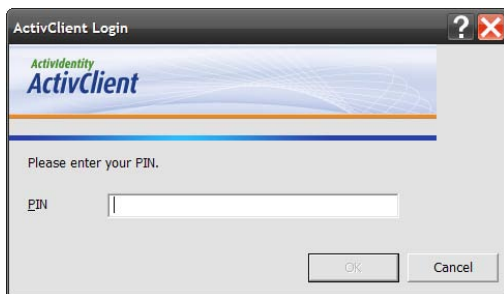 ActivClient Login
ActivIdentity
ActivClient
Please enter your PIN.
PIN
OK
Cancel